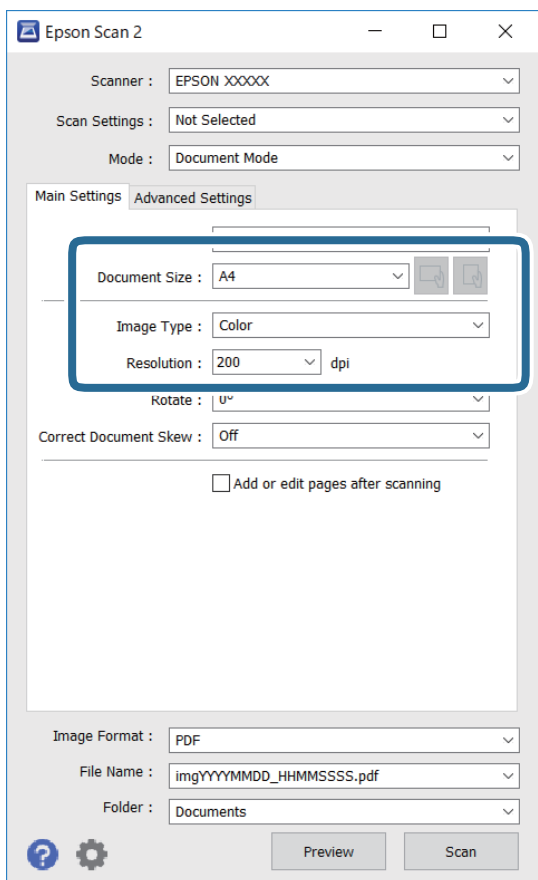 Epson Scan 2
Scanner : EPSON XXXXX
Scan Settings : Not Selected
Mode : Document Mode
Main Settings Advanced Settings
Document Size : A4
Image Type : Color
Resolution : 200 dpi
Rotate : 0º
Correct Document Skew : Off
Add or edit pages after scanning
Image Format : PDF
File Name : imgYYYYMMDD_HHMMSSSS.pdf
Folder : Documents
? Preview Scan